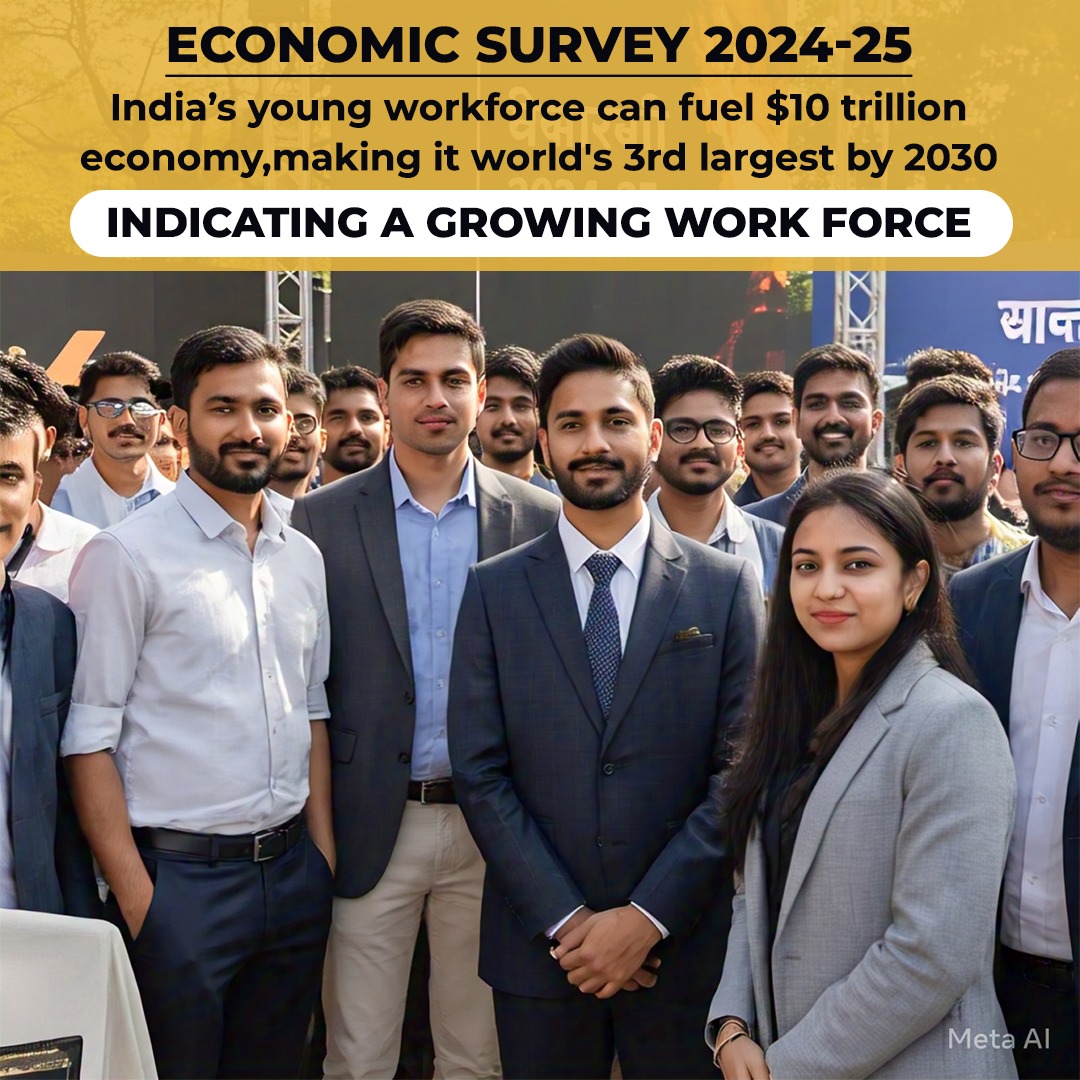 ECONOMIC SURVEY 2024-25
India’s young workforce can fuel $10 trillion
economy,making it world's 3rd largest by 2030
INDICATING A GROWING WORK FORCE
Meta AI